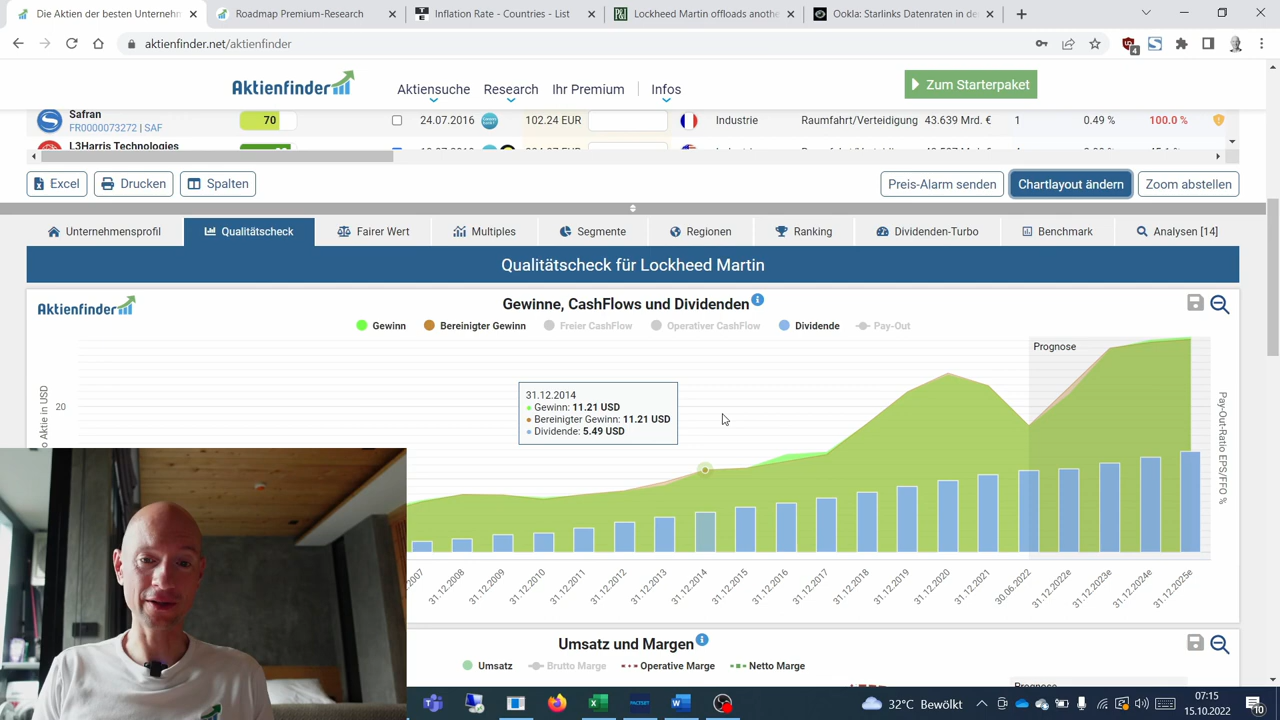 Die Aktien der besten Unternehm
Roadmap Premium-Research
Inflation Rate - Countries - List
Lockheed Martin offloads anothe
Ookla: Starlinks Datenraten in de
aktienfinder.net/aktienfinder
4
Aktienfinder
Aktiensuche
Research
Ihr Premium
Infos
Zum Starterpaket
Safran
FR0000073272 | SAF
70
24.07.2016
102.24 EUR
Industrie
Raumfahrt/Verteidigung
43.639 Mrd. €
1
0.49 %
100.0 %
L3Harris Technologies
Excel
Drucken
Spalten
Preis-Alarm senden
Chartlayout ändern
Zoom abstellen
Unternehmensprofil
Qualitätscheck
Fairer Wert
Multiples
Segmente
Regionen
Ranking
Dividenden-Turbo
Benchmark
Analysen [14]
Qualitätscheck für Lockheed Martin
Aktienfinder
Gewinne, CashFlows und Dividenden
Gewinn
Bereinigter Gewinn
Freier CashFlow
Operativer CashFlow
Dividende
Pay-Out
Prognose
31.12.2014
Gewinn: 11.21 USD
Bereinigter Gewinn: 11.21 USD
Dividende: 5.49 USD
20
o Aktie in USD
Pay-Out-Ratio EPS/FFO %
.2007
31.12.2008
31.12.2009
31.12.2010
31.12.2011
31.12.2012
31.12.2013
31.12.2014
31.12.2015
31.12.2016
31.12.2017
31.12.2018
31.12.2019
31.12.2020
31.12.2021
30.06.2022
31.12.2022e
31.12.2023e
31.12.2024e
31.12.2025e
Umsatz und Margen
Umsatz
Brutto Marge
Operative Marge
Netto Marge
Prognose
32°C Bewölkt
07:15
15.10.2022
10